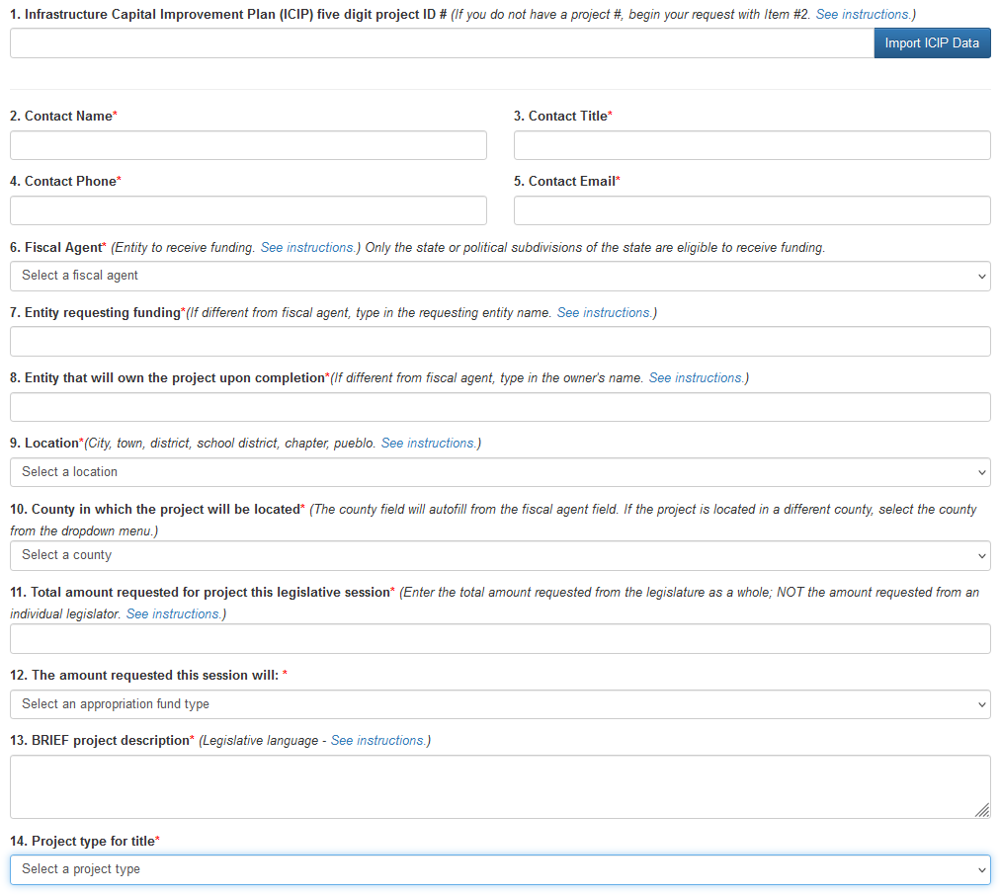 1. Infrastructure Capital Improvement Plan (ICIP) five digit project ID # (If you do not have a project #, begin your request with Item #2. See instructions.)
Import ICIP Data
2. Contact Name*
3. Contact Title*
4. Contact Phone*
5. Contact Email*
6. Fiscal Agent* (Entity to receive funding. See instructions.) Only the state or political subdivisions of the state are eligible to receive funding.
Select a fiscal agent
7. Entity requesting funding*(If different from fiscal agent, type in the requesting entity name. See instructions.)
8. Entity that will own the project upon completion*(If different from fiscal agent, type in the owner's name. See instructions.)
9. Location*(City, town, district, school district, chapter, pueblo. See instructions.)
Select a location
10. County in which the project will be located* (The county field will autofill from the fiscal agent field. If the project is located in a different county, select the county
from the dropdown menu.)
Select a county
11. Total amount requested for project this legislative session* (Enter the total amount requested from the legislature as a whole; NOT the amount requested from an
individual legislator. See instructions.)
12. The amount requested this session will: *
Select an appropriation fund type
13. BRIEF project description* (Legislative language - See instructions.)
14. Project type for title*
Select a project type